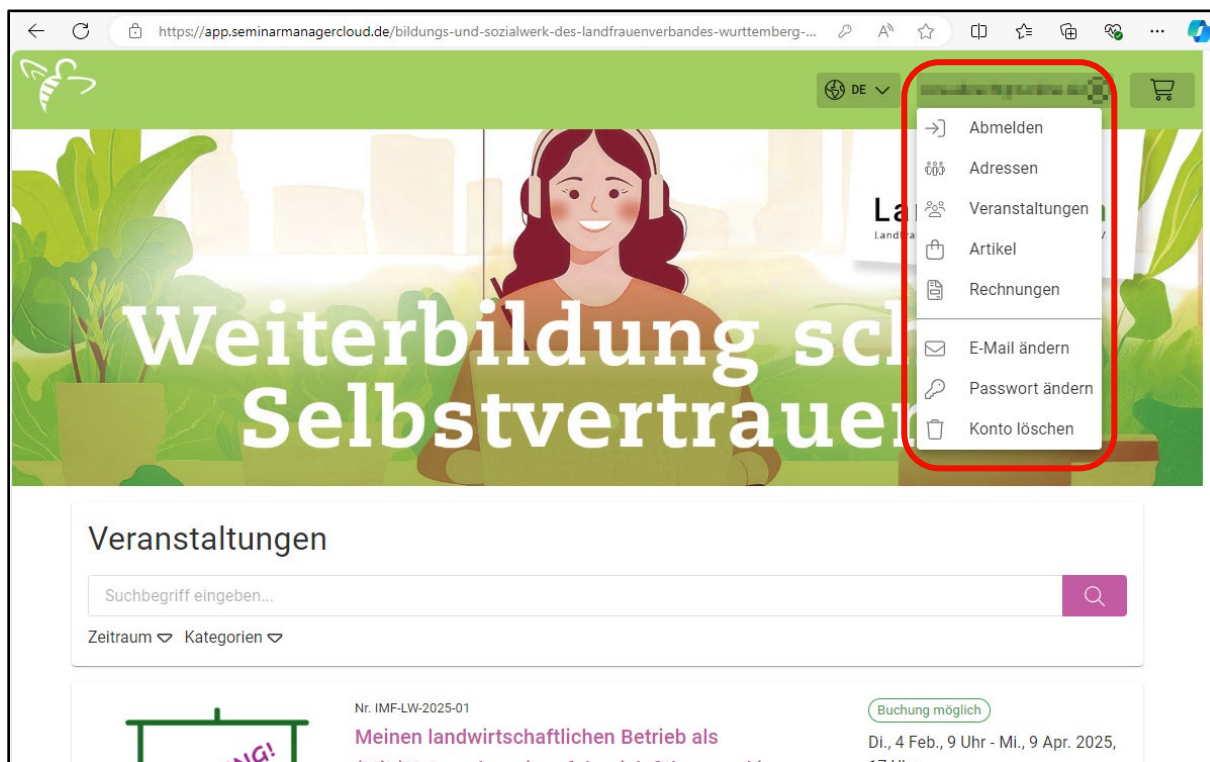 https://app.seminarmanagercloud.de/bildungs-und-sozialwerk-des-landfrauenverbandes-wurttemberg-...
DE
Abmelden
Adressen
Veranstaltungen
Artikel
Rechnungen
E-Mail ändern
Passwort ändern
Konto löschen
La
Weiterbildung
Veranstaltungen
Suchbegriff eingeben...
Zeitraum
Kategorien
Nr. IMF-LW-2025-01
Buchung möglich
Meinen landwirtschaftlichen Betrieb als
Di., 4 Feb., 9 Uhr - Mi., 9 Apr. 2025,